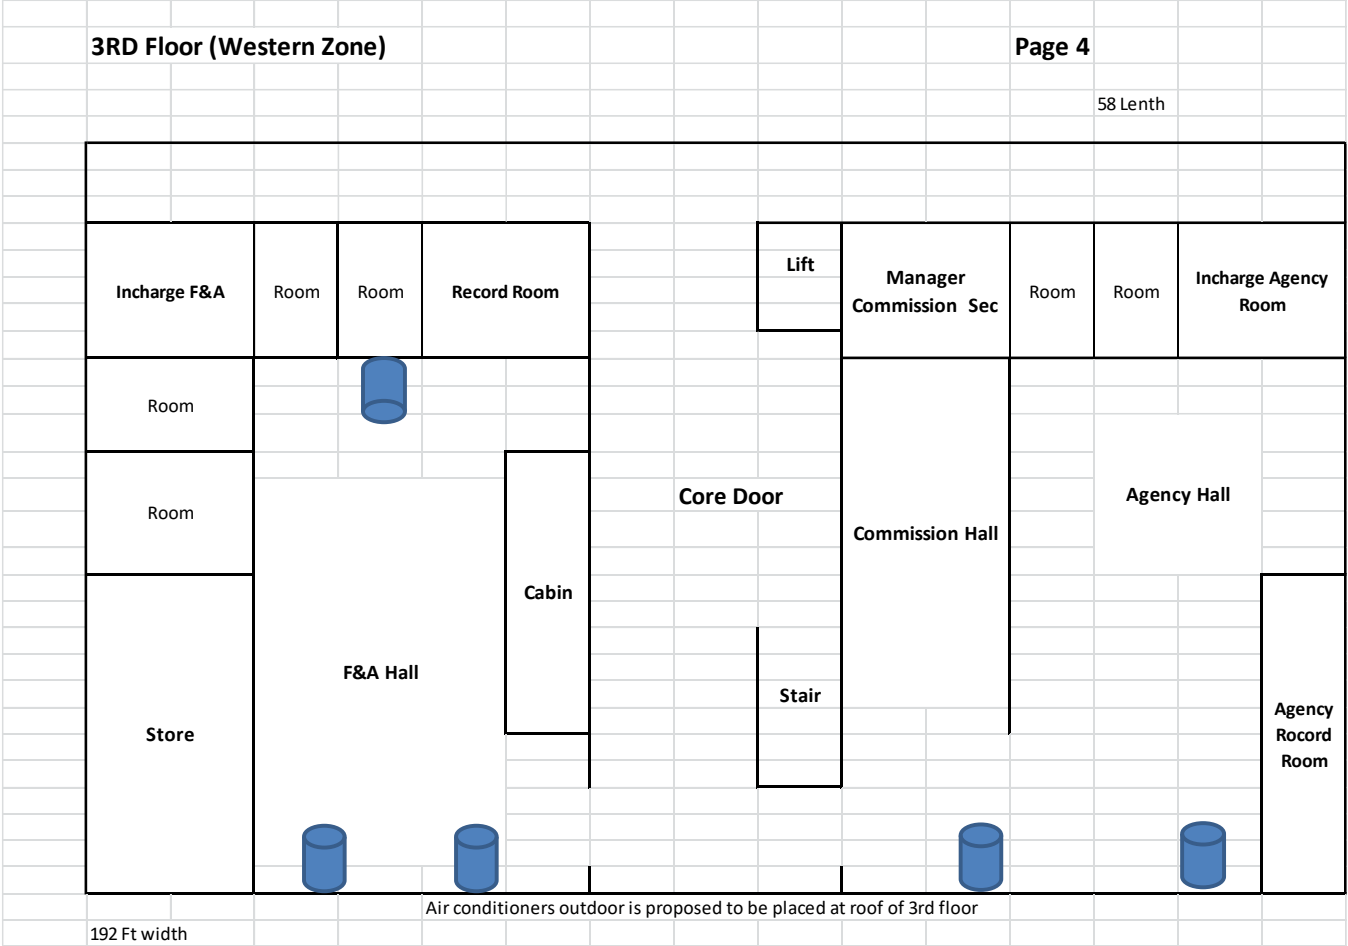 3RD Floor (Western Zone)
Page 4
58 Lenth
Incharge F&A
Room
Room
Record Room
Lift
Manager
Commission Sec
Room
Room
Incharge Agency
Room
Room
Room
Core Door
Agency Hall
Commission Hall
Cabin
F&A Hall
Stair
Store
Agency
Rocord
Room
Air conditioners outdoor is proposed to be placed at roof of 3rd floor
192 Ft width